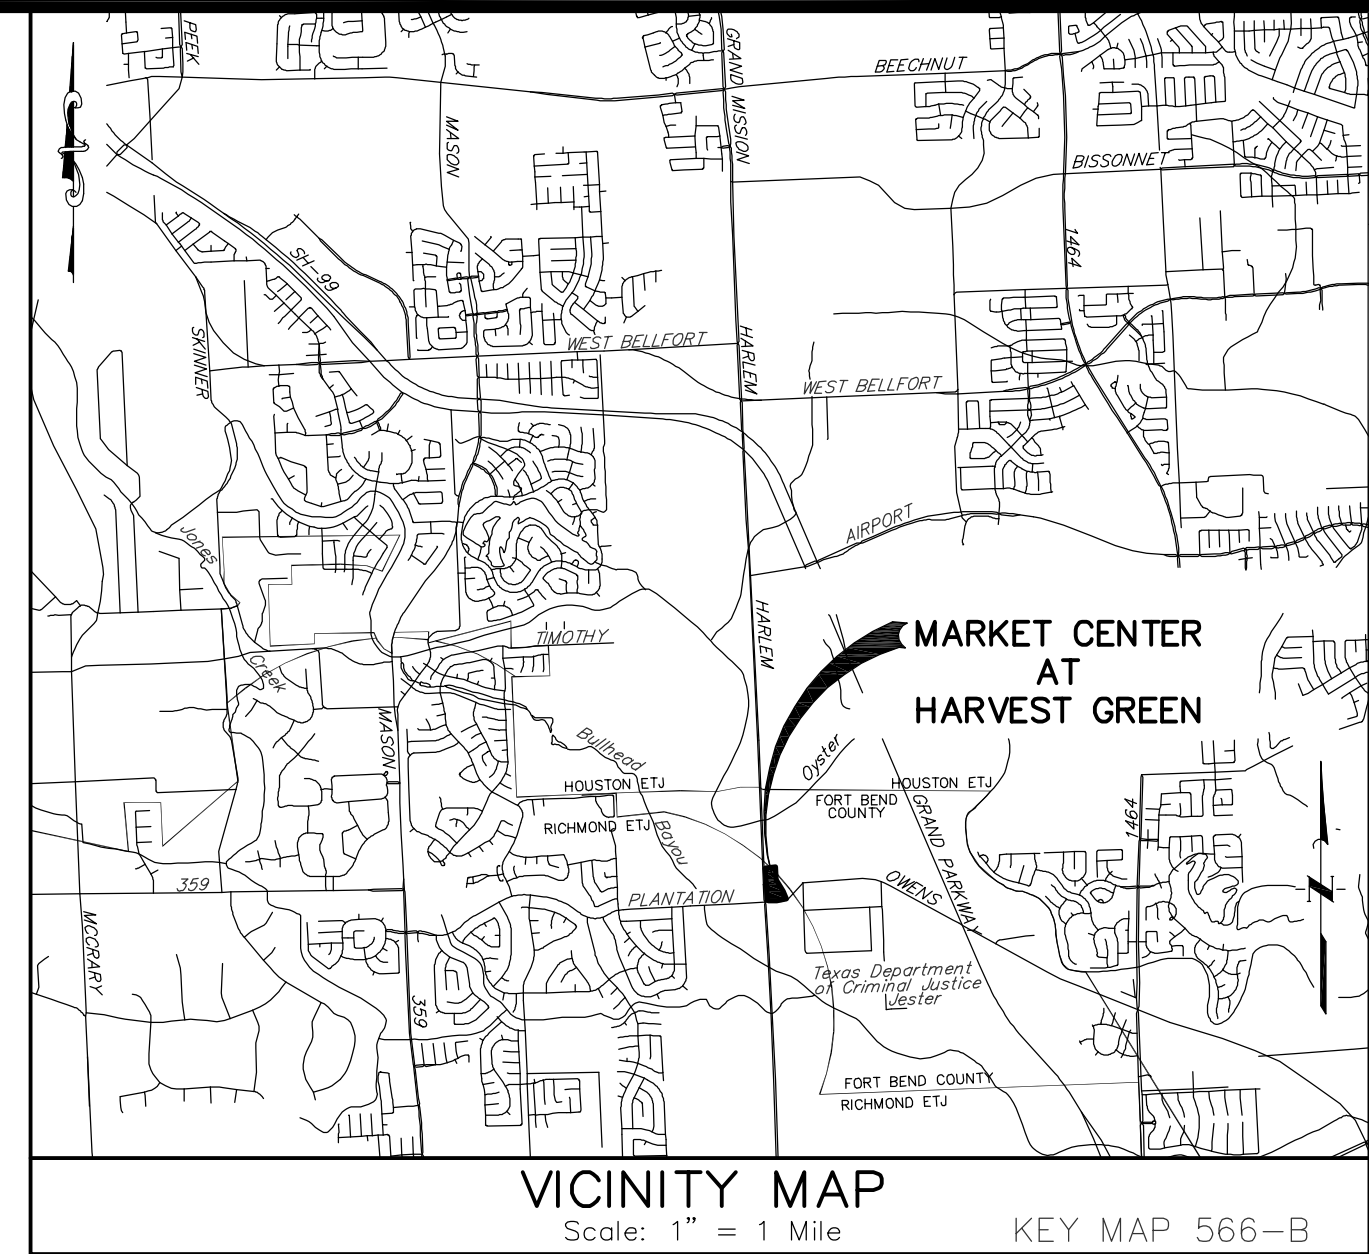 PEEK
GRAND MISSION
BEECHNUT
MASON
BISSONNET
1464
SH-99
SKINNER
WEST BELLFORT
HARLEM
WEST BELLFORT
AIRPORT
Jones
HARLEM
MARKET CENTER
AT
HARVEST GREEN
TIMOTHY
Creek
MASON
Bullhead
Oyster
HOUSTON ETJ
HOUSTON ETJ
FORT BEND
COUNTY
GRAND PARKWAY
1464
RICHMOND ETJ
Bayou
359
PLANTATION
OWENS
MCCRARY
Texas Department
of Criminal Justice
Jester
359
N
FORT BEND COUNTY
RICHMOND ETJ
VICINITY MAP
Scale: 1" = 1 Mile
KEY MAP 566-B